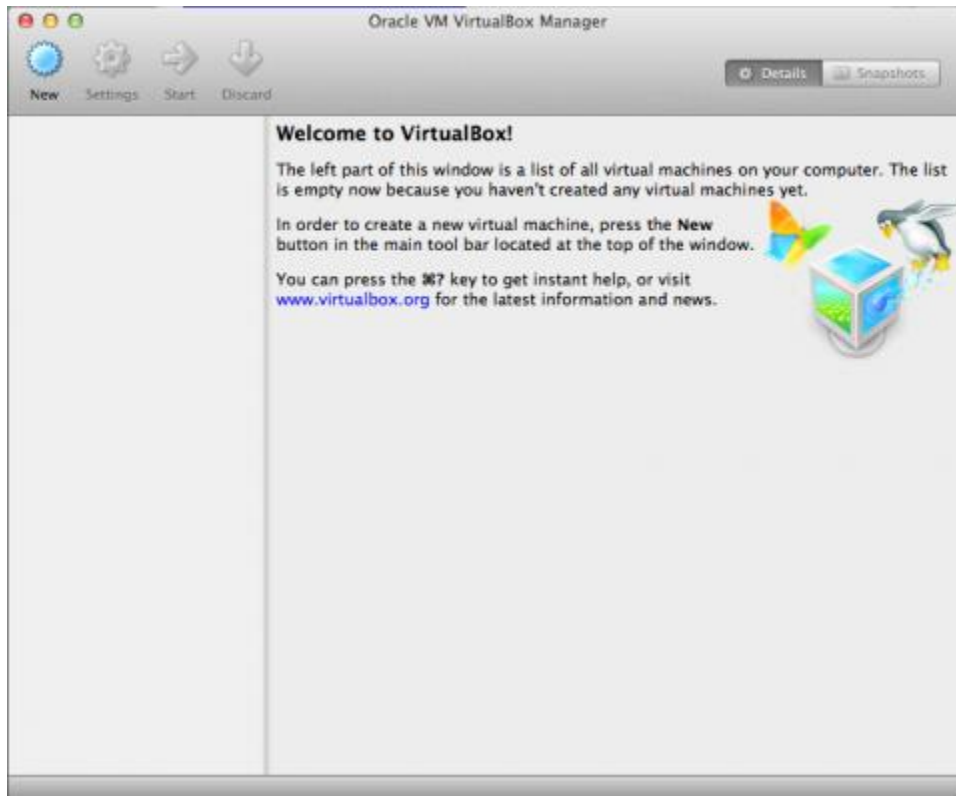 Oracle VM VirtualBox Manager
New Settings Start Discard
Details Snapshots
Welcome to VirtualBox!
The left part of this window is a list of all virtual machines on your computer. The list
is empty now because you haven't created any virtual machines yet.
In order to create a new virtual machine, press the New
button in the main tool bar located at the top of the window.
You can press the ⌘? key to get instant help, or visit
www.virtualbox.org for the latest information and news.